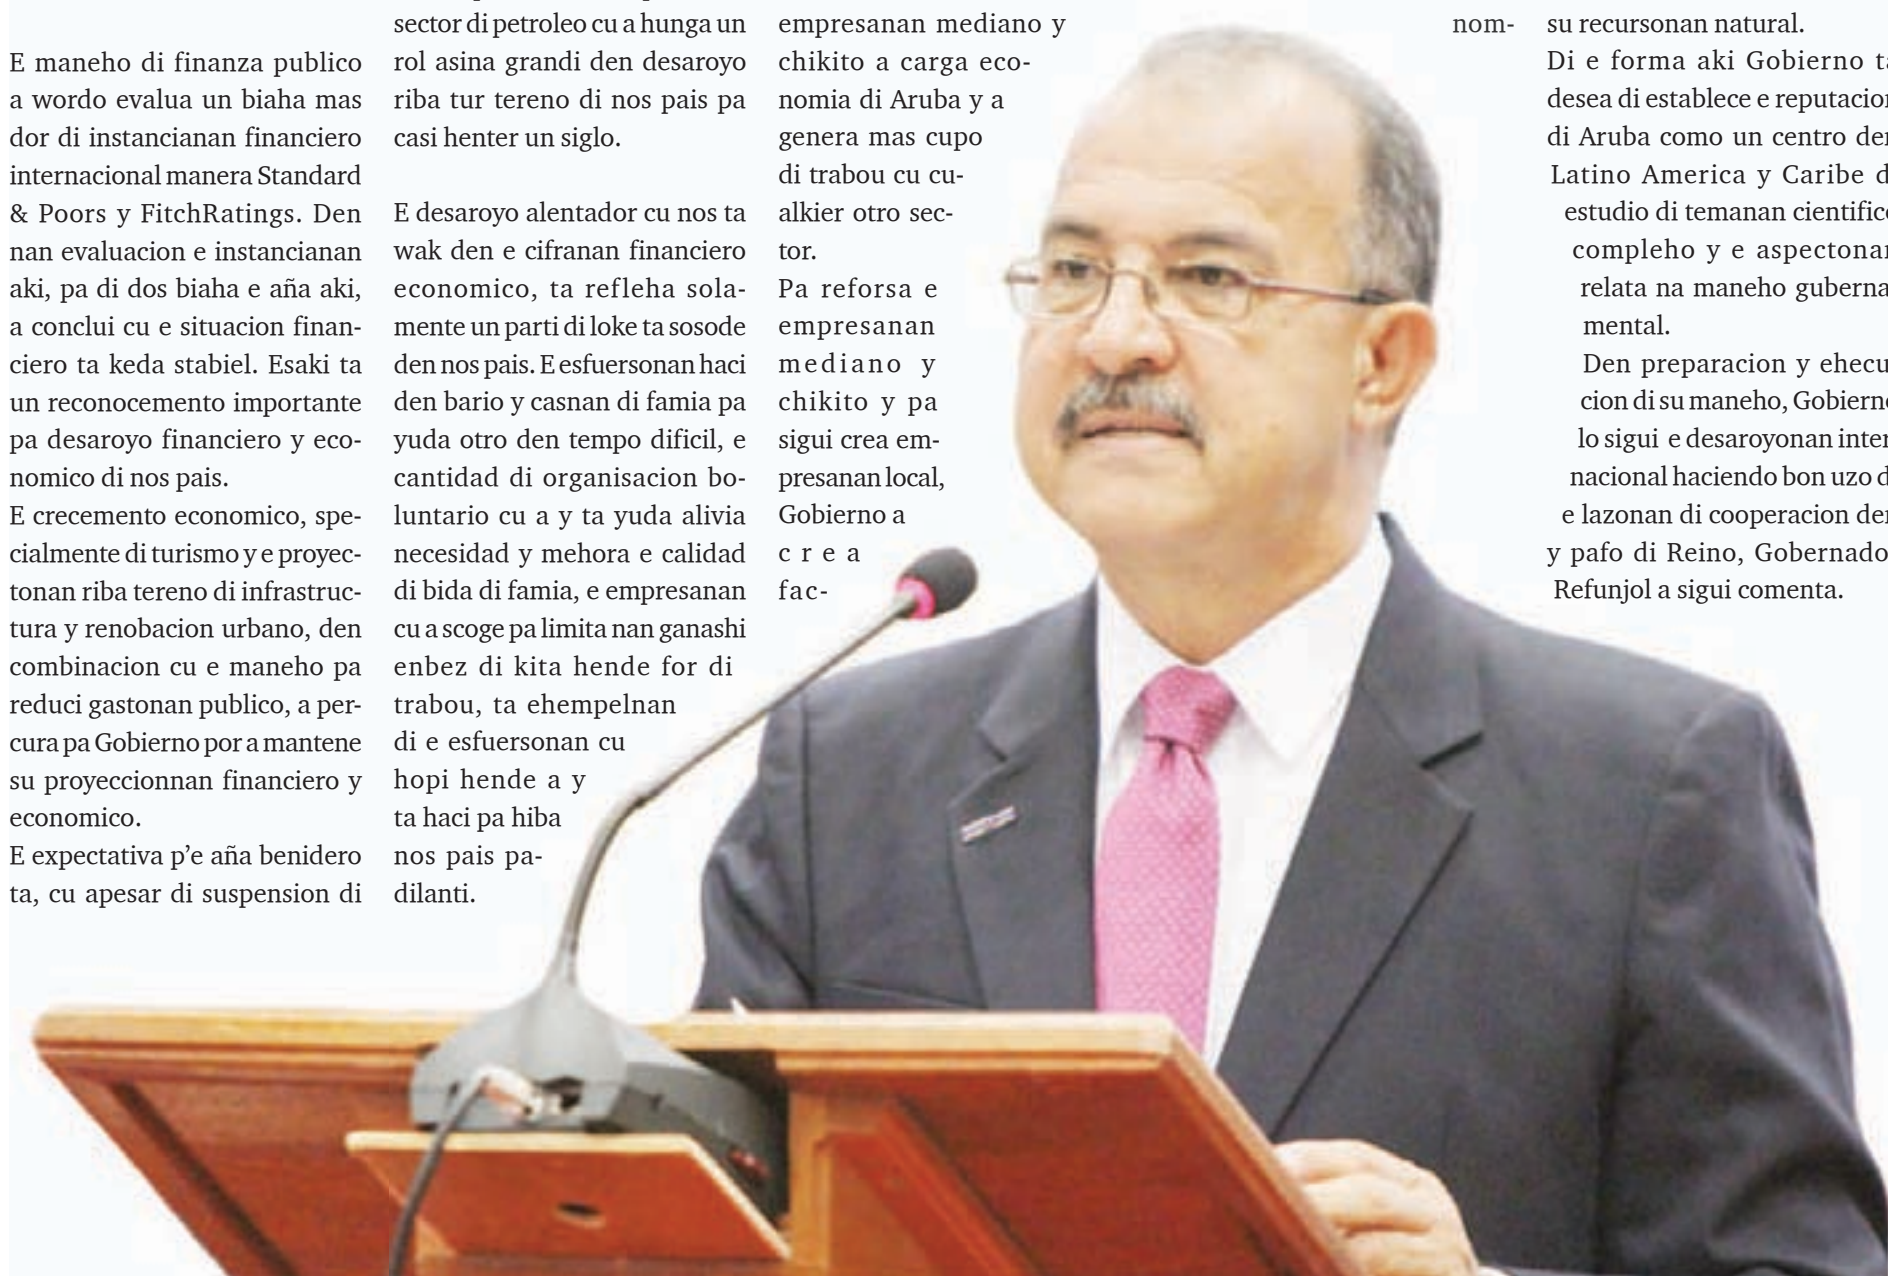 E maneho di finanza publico
a wordo evalua un biaha mas
dor di instancianan financiero
internacional manera Standard
& Poors y FitchRatings. Den
nan evaluacion e instancianan
aki, pa di dos biaha e aña aki,
a conclui cu e situacion finan-
ciero ta keda stabiel. Esaki ta
un reconocemento importante
pa desaroyo financiero y eco-
nomico di nos pais.
E crecemento economico, spe-
cialmente di turismo y e proyec-
tonan riba tereno di infrastruc-
tura y renobacion urbano, den
combinacion cu e maneho pa
reduci gastonan publico, a per-
cura pa Gobierno por a mantene
su proyeccionnan financiero y
economico.
E expectativa p’e aña benidero
ta, cu apesar di suspension di
sector di petroleo cu a hunga un
rol asina grandi den desaroyo
riba tur tereno di nos pais pa
casi henter un siglo.
E desaroyo alentador cu nos ta
wak den e cifranan financiero
economico, ta refleha sola-
mente un parti di loke ta sosode
den nos pais. E esfuersonan haci
den bario y casnan di famia pa
yuda otro den tempo dificil, e
cantidad di organisacion bo-
luntario cu a y ta yuda alivia
necesidad y mehora e calidad
di bida di famia, e empresanan
cu a scoge pa limita nan ganashi
enbez di kita hende for di
trabou, ta ehempelnan
di e esfuersonan cu
hopi hende a y
ta haci pa hiba
nos pais pa-
dilanti.
empresanan mediano y
chikito a carga eco-
nomia di Aruba y a
genera mas cupo
di trabou cu cu-
alkier otro sec-
tor.
Pa reforsa e
empresanan
mediano y
chikito y pa
sigui crea em-
presanan local,
Gobierno a
crea
fac-
nom-
su recursonan natural.
Di e forma aki Gobierno ta
desea di establece e reputacion
di Aruba como un centro den
Latino America y Caribe d
estudio di temanan cientifico
compleho y e aspectonan
relata na maneho guberna-
mental.
Den preparacion y ehecu-
cion di su maneho, Gobierno
lo sigui e desaroyonan inter-
nacional haciendo bon uzo d
e lazonan di cooperacion den
y pafo di Reino, Gobernado
Refunjol a sigui comenta.